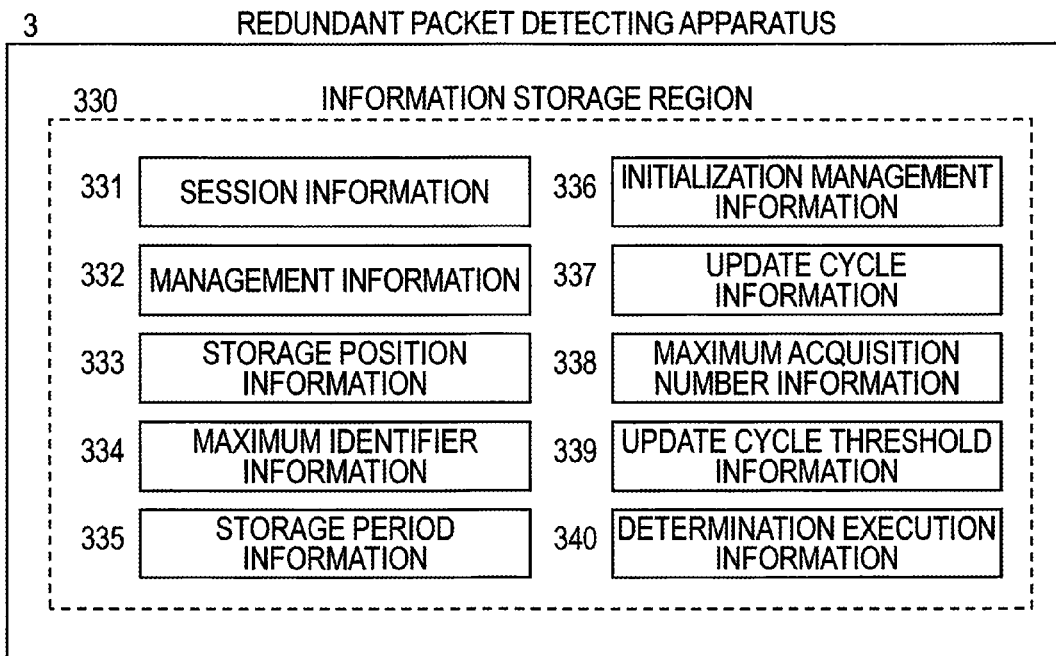 3 REDUNDANT PACKET DETECTING APPARATUS
330 INFORMATION STORAGE REGION
331 SESSION INFORMATION
332 MANAGEMENT INFORMATION
333 STORAGE POSITION
INFORMATION
334 MAXIMUM IDENTIFIER
INFORMATION
335 STORAGE PERIOD
INFORMATION
336 INITIALIZATION MANAGEMENT
INFORMATION
337 UPDATE CYCLE
INFORMATION
338 MAXIMUM ACQUISITION
NUMBER INFORMATION
339 UPDATE CYCLE THRESHOLD
INFORMATION
340 DETERMINATION EXECUTION
INFORMATION